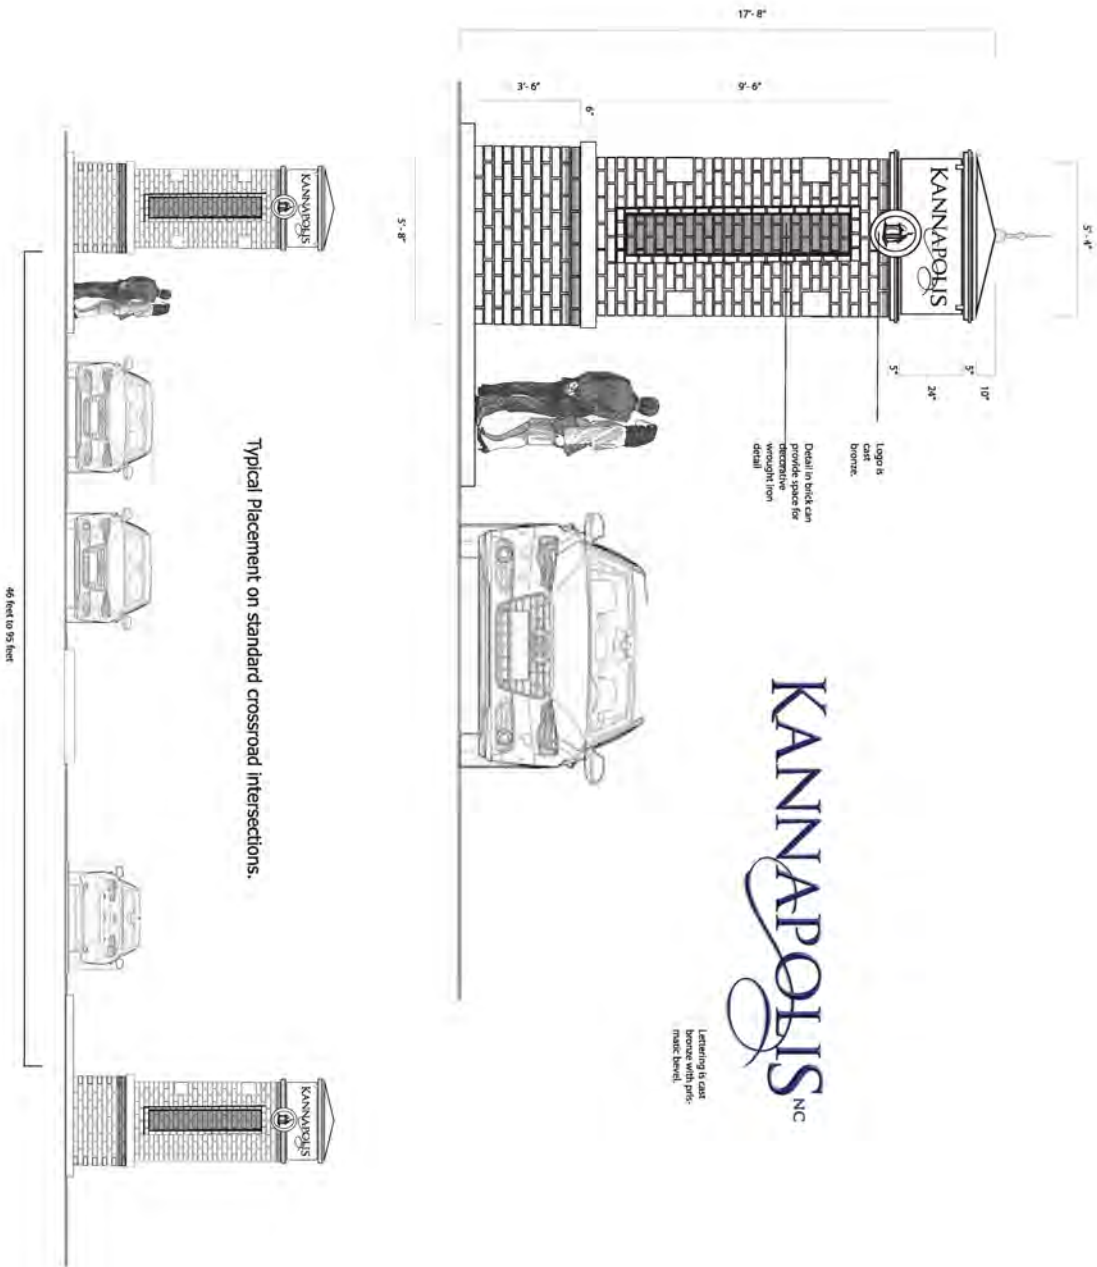 KANNAPOLIS NC
Lettering is cast
bronze with pris-
matic bevel.
5'- 4"
17'- 8"
KANNAPOLIS
10"
5"
24"
5"
Logo is
cast
bronze.
9'- 6"
Detail in brick can
provide space for
decorative
wrought iron
detail
6"
3'- 6"
5'- 8"
Typical Placement on standard crossroad intersections.
KANNAPOLIS
KANNAPOLIS
46 feet to 95 feet